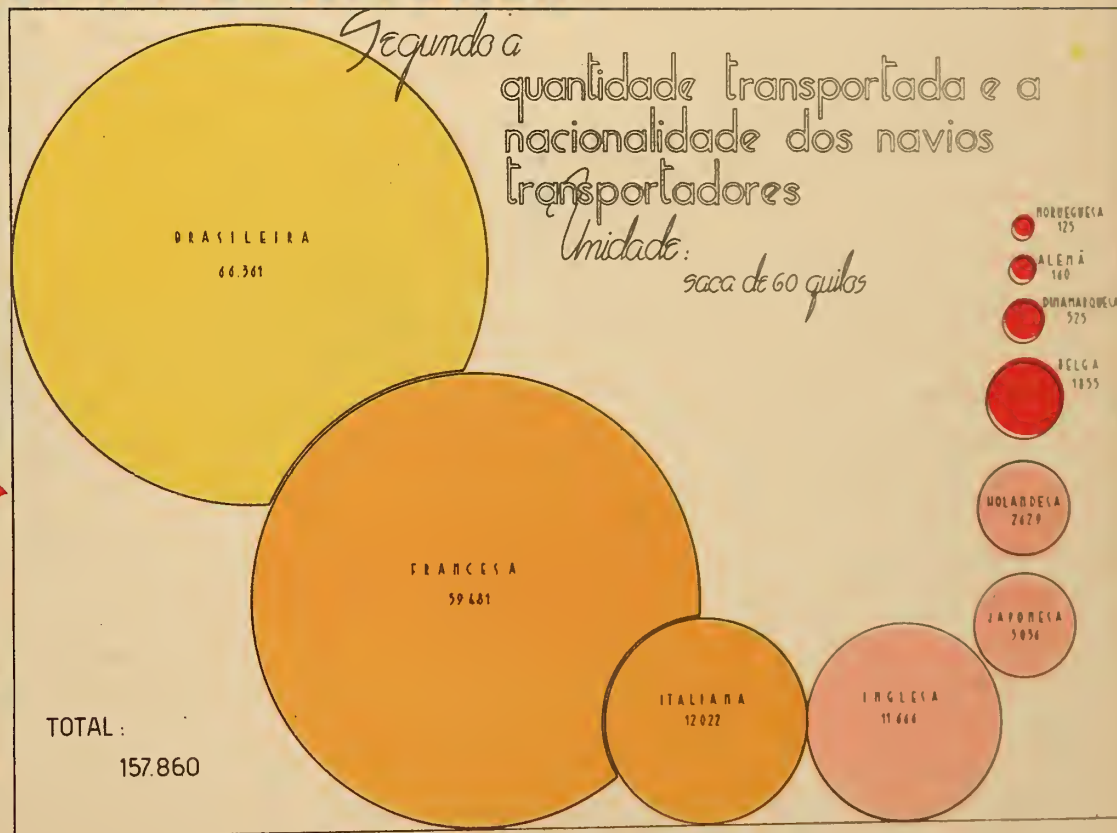 Segundo a
quantidade transportada e a
nacionalidade dos navios
transportadores
Unidade:
saca de 60 quilos
BRASILEIRA
66.361
FRANCESA
59.481
ITALIANA
12 022
INGLESA
11.666
JAPONESA
3036
HOLANDESA
2629
BELGA
1855
DINAMARQUESA
525
ALEMÃ
160
NORUEGUESA
125
TOTAL:
157.860